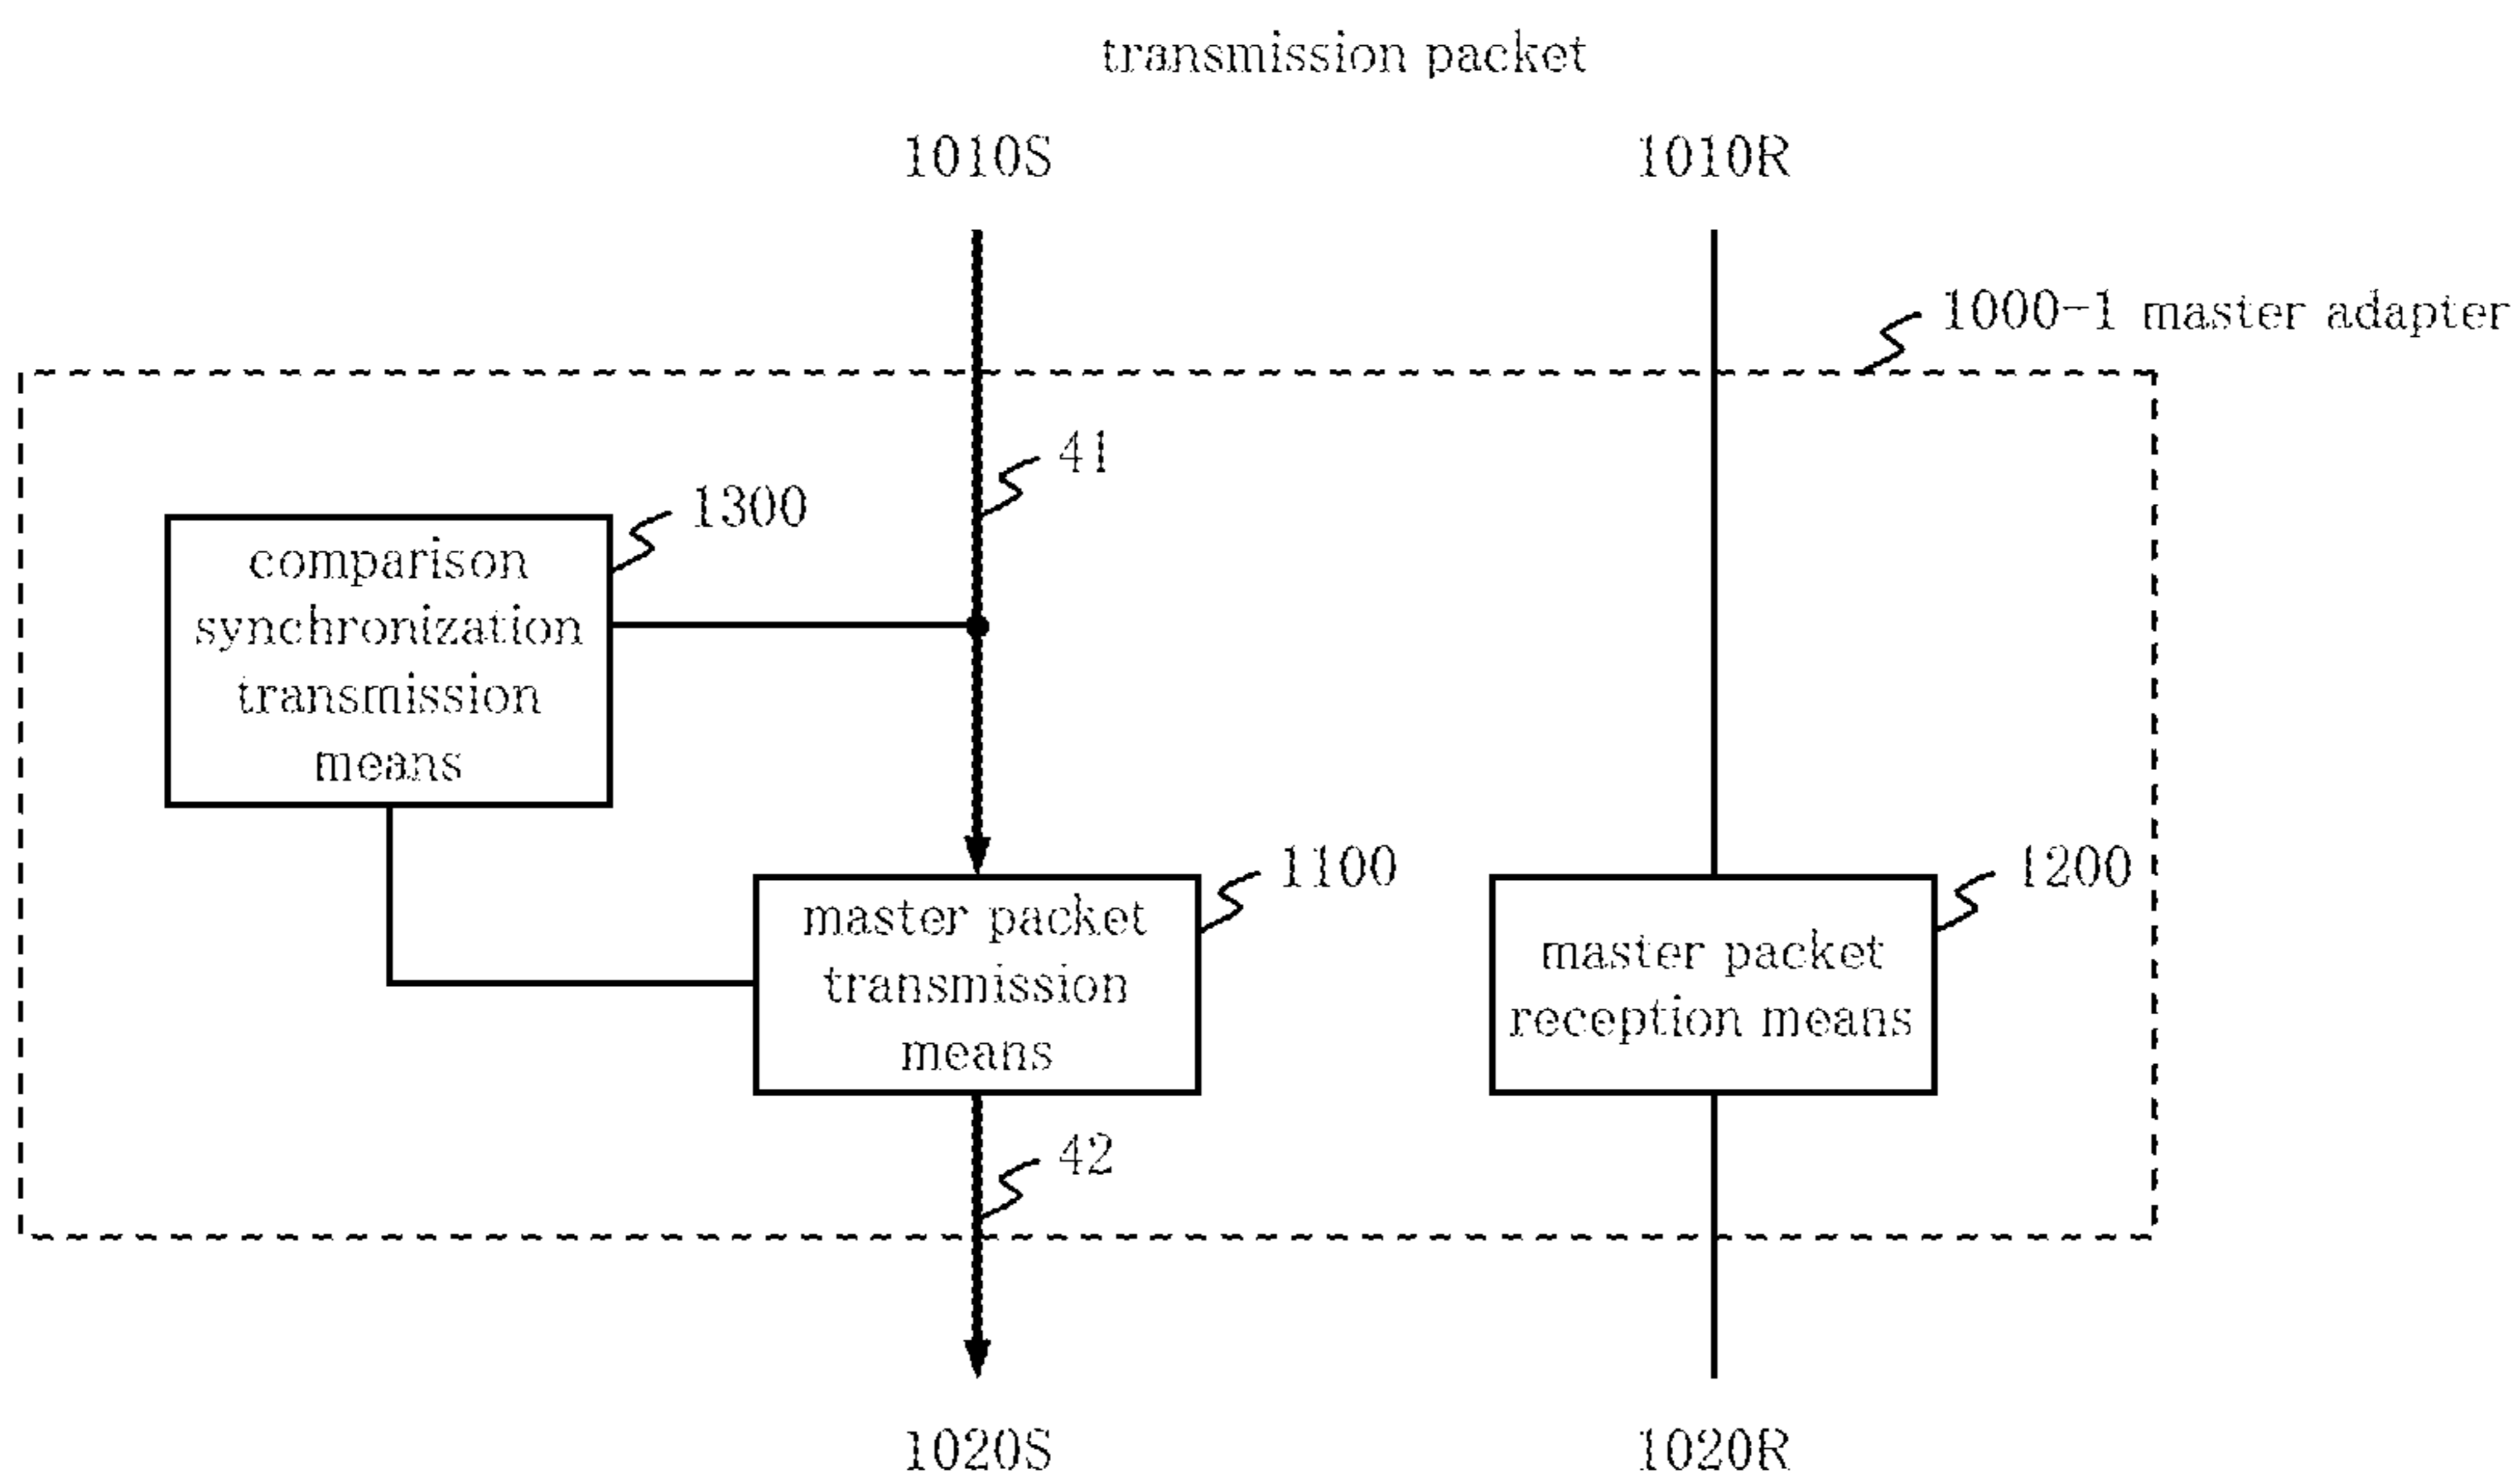 transmission packet
1010S
1010R
1000-1 master adapter
41
1300
comparison
synchronization
transmission
means
1100
1200
master packet
transmission
means
master packet
reception means
42
1020S
1020R